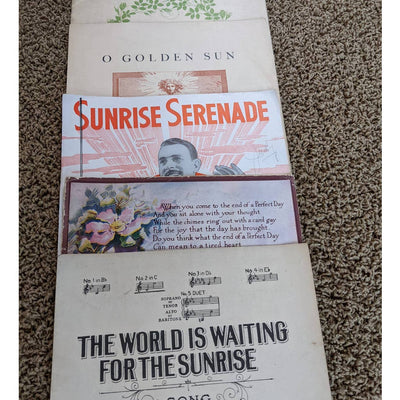 O GOLDEN SUN
SUNRISE SERENADE
When you come to the end of a Perfect Day
And you sit alone with your thought
While the chimes ring out with a carol gay
For the joy that the day has brought.
Do you think what the end of a Perfect Day
Can mean to a tired heart
No. 1 in B♭
No. 2 in C
No. 3 in D♭
No. 4 in E♭
No. 5 DUET
SOPRANO
or
TENOR
ALTO
or
BARITONE
THE WORLD IS WAITING
FOR THE SUNRISE
SONG